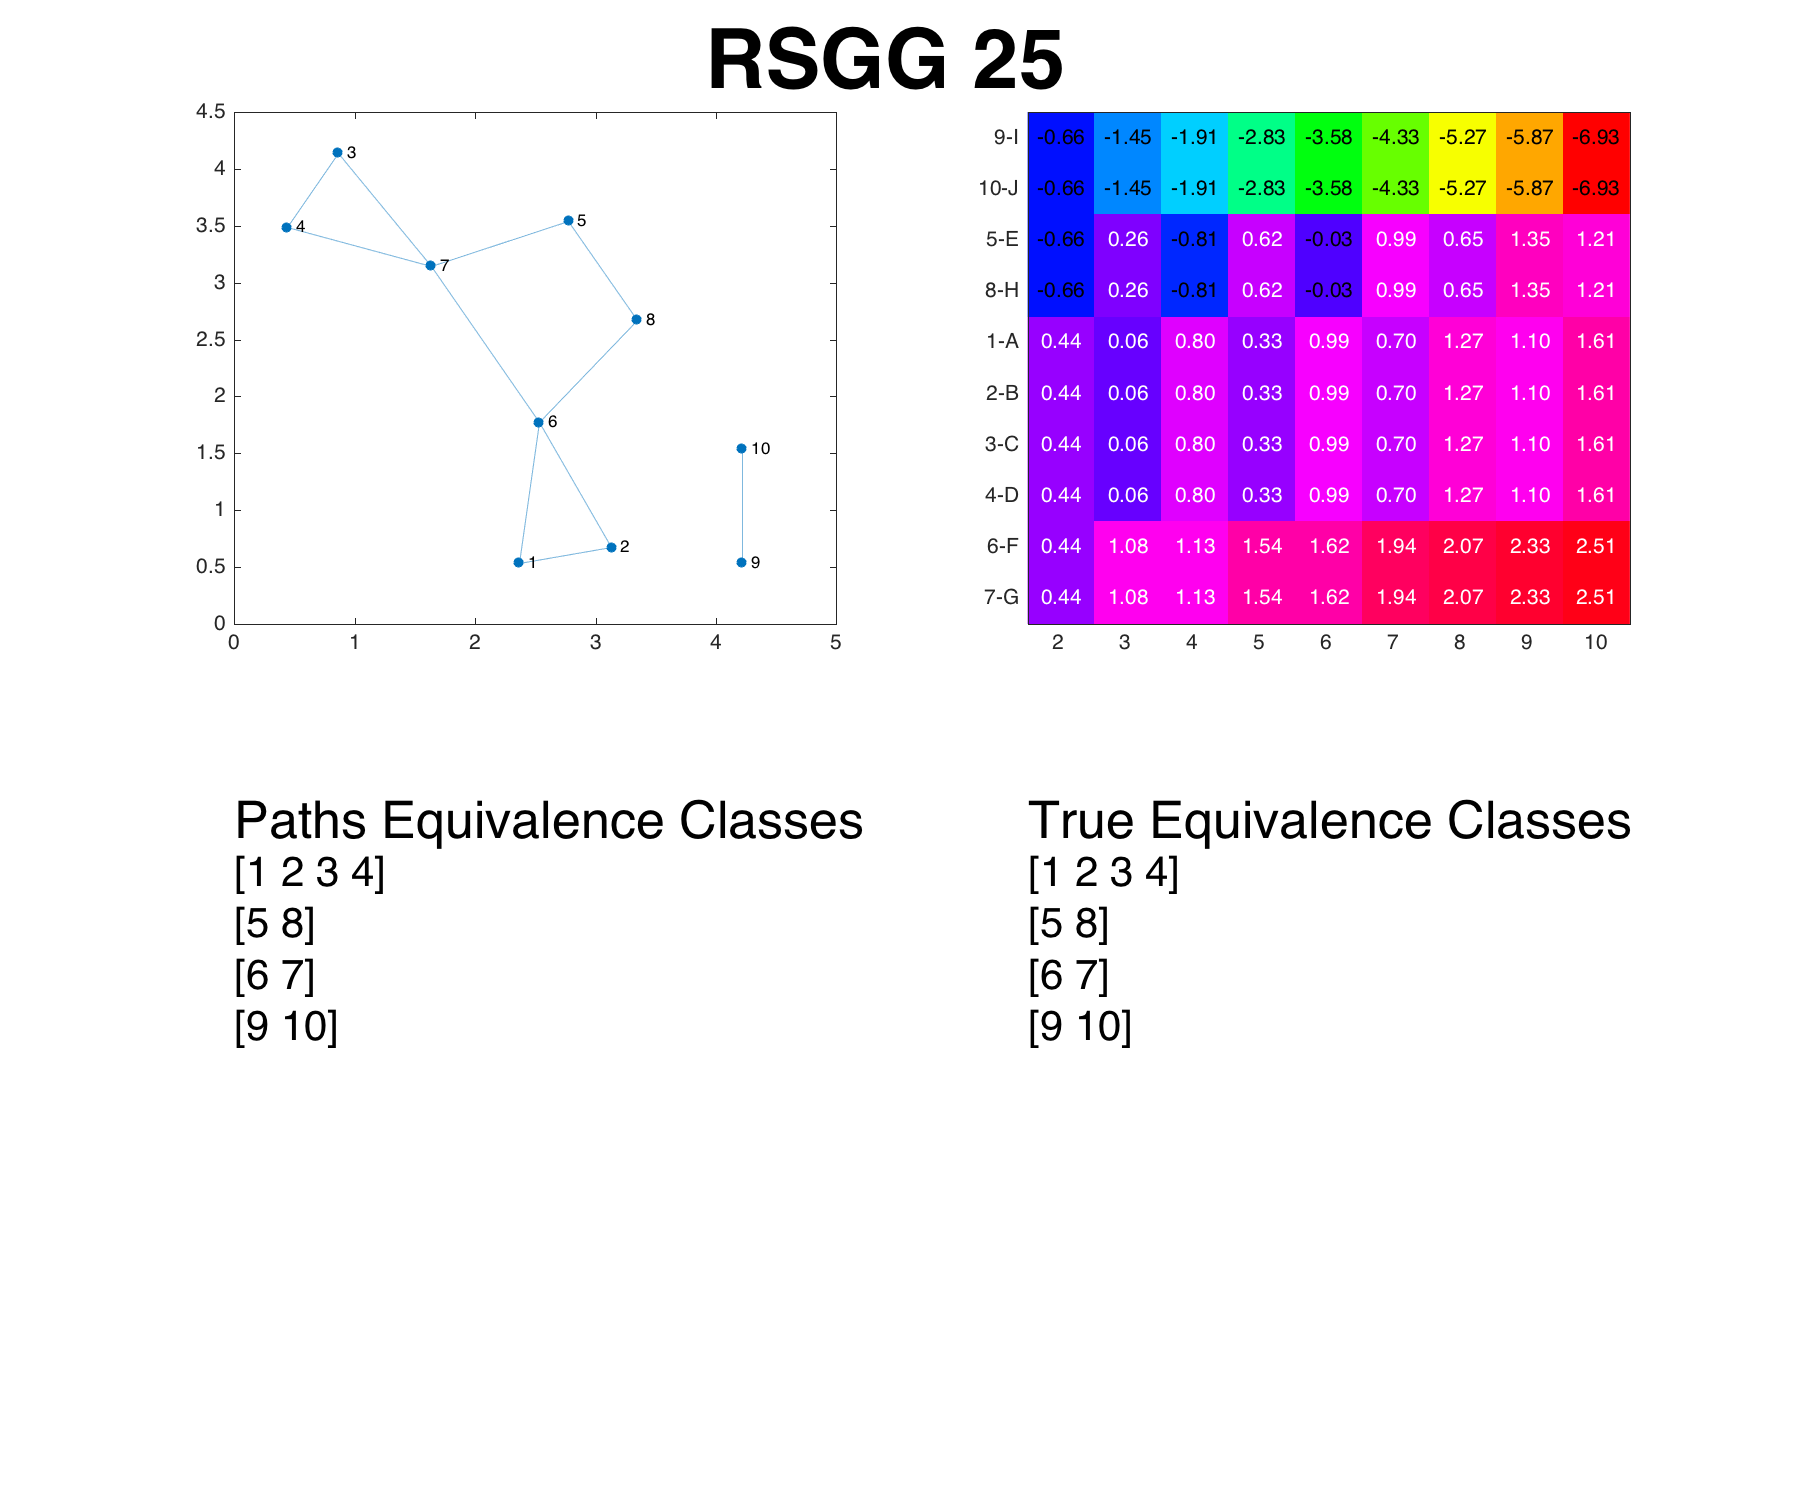 RSGG 25
4.5
4
3.5
3
2.5
2
1.5
1
0.5
0
0 1 2 3 4 5
3
4
5
7
8
6
10
2
1
9
9-I -0.66 -1.45 -1.91 -2.83 -3.58 -4.33 -5.27 -5.87 -6.93
10-J -0.66 -1.45 -1.91 -2.83 -3.58 -4.33 -5.27 -5.87 -6.93
5-E -0.66 0.26 -0.81 0.62 -0.03 0.99 0.65 1.35 1.21
8-H -0.66 0.26 -0.81 0.62 -0.03 0.99 0.65 1.35 1.21
1-A 0.44 0.06 0.80 0.33 0.99 0.70 1.27 1.10 1.61
2-B 0.44 0.06 0.80 0.33 0.99 0.70 1.27 1.10 1.61
3-C 0.44 0.06 0.80 0.33 0.99 0.70 1.27 1.10 1.61
4-D 0.44 0.06 0.80 0.33 0.99 0.70 1.27 1.10 1.61
6-F 0.44 1.08 1.13 1.54 1.62 1.94 2.07 2.33 2.51
7-G 0.44 1.08 1.13 1.54 1.62 1.94 2.07 2.33 2.51
2 3 4 5 6 7 8 9 10
Paths Equivalence Classes
[1 2 3 4]
[5 8]
[6 7]
[9 10]
True Equivalence Classes
[1 2 3 4]
[5 8]
[6 7]
[9 10]